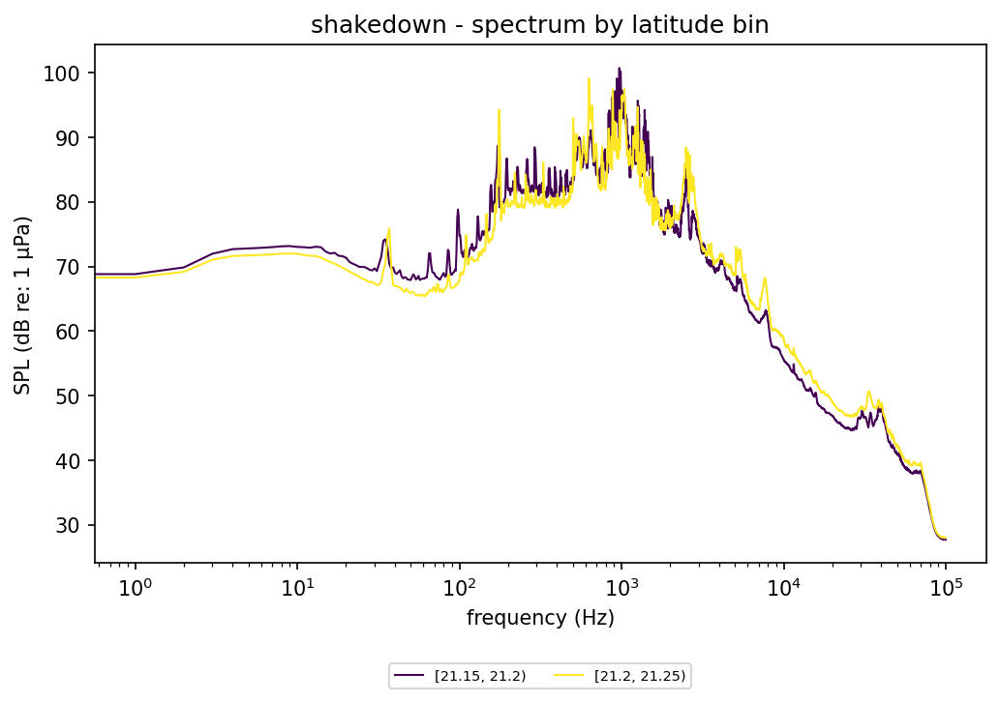 shakedown - spectrum by latitude bin
SPL (dB re: 1 µPa)
100
90
80
70
60
50
40
30
10⁰ 10¹ 10² 10³ 10⁴ 10⁵
frequency (Hz)
[21.15, 21.2) [21.2, 21.25)